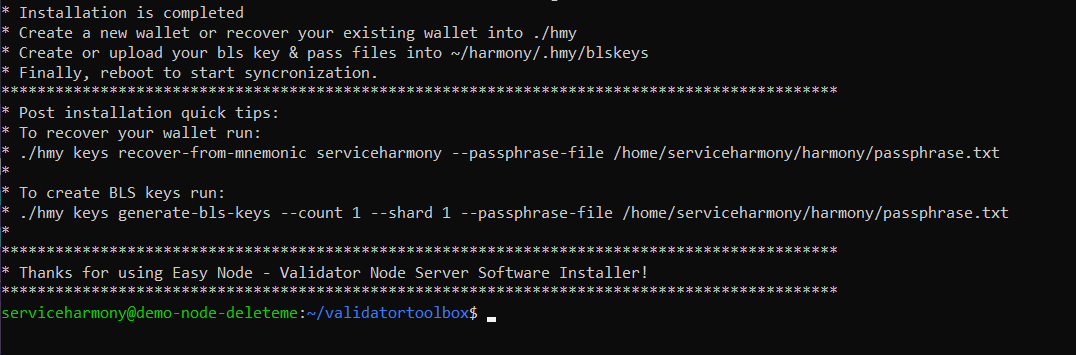 * Installation is completed
* Create a new wallet or recover your existing wallet into ./hmy
* Create or upload your bls key & pass files into ~/harmony/.hmy/blskeys
* Finally, reboot to start syncronization.
*********************************************************************************************
* Post installation quick tips:
* To recover your wallet run:
* ./hmy keys recover-from-mnemonic serviceharmony --passphrase-file /home/serviceharmony/harmony/passphrase.txt
*
* To create BLS keys run:
* ./hmy keys generate-bls-keys --count 1 --shard 1 --passphrase-file /home/serviceharmony/harmony/passphrase.txt
*
*********************************************************************************************
* Thanks for using Easy Node - Validator Node Server Software Installer!
*********************************************************************************************
serviceharmony@demo-node-deleteme:~/validatortoolbox$